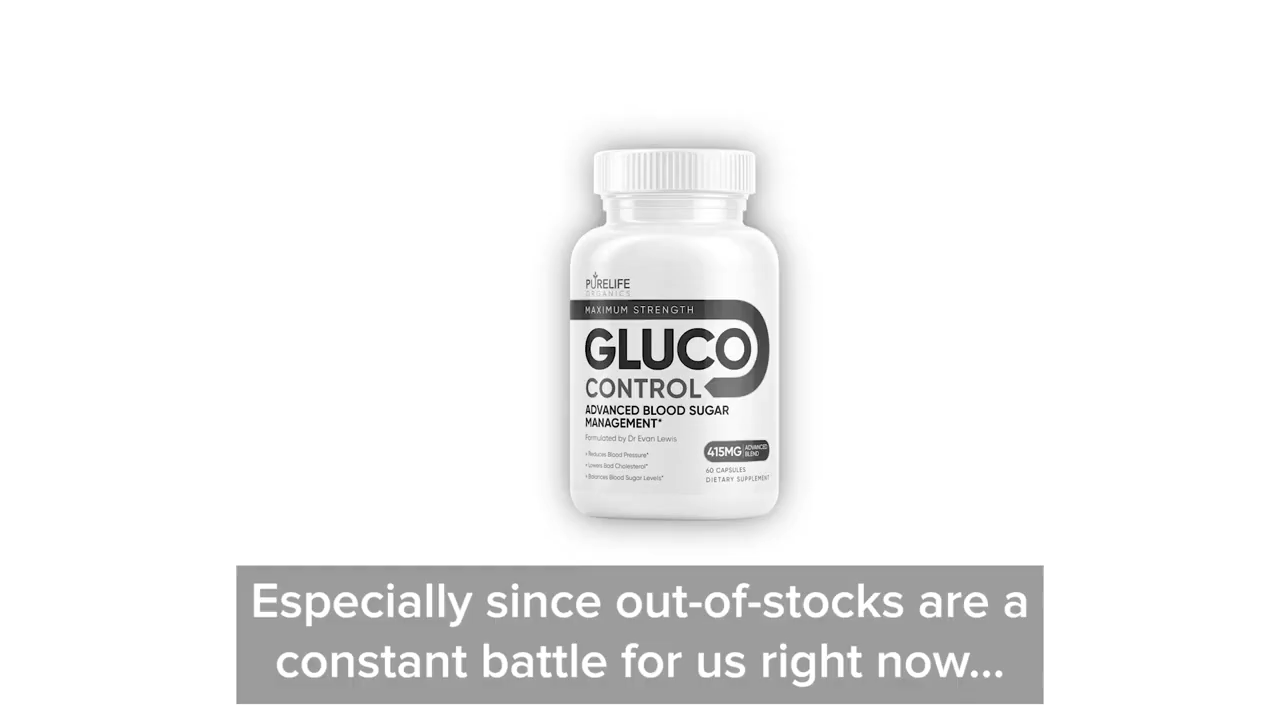 PURELIFE
ORGANICS
MAXIMUM STRENGTH
GLUCO
CONTROL
ADVANCED BLOOD SUGAR
MANAGEMENT*
Formulated by Dr Evan Lewis
• Reduces Blood Pressure*
• Lowers Bad Cholesterol*
• Balances Blood Sugar Levels*
415MG
ADVANCED
BLEND
60 CAPSULES
DIETARY SUPPLEMENT
Especially since out-of-stocks are a
constant battle for us right now...